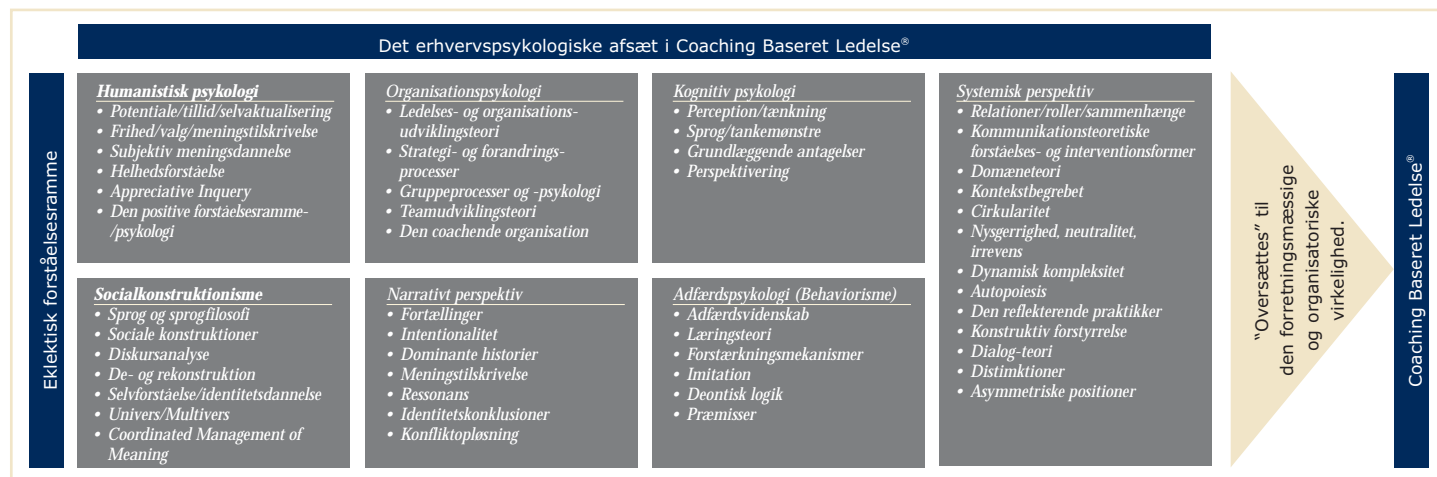 Det erhvervspsykologiske afsæt i Coaching Baseret Ledelse®
Eklektisk forståelsesramme
Humanistisk psykologi
• Potentiale/tillid/selvaktualisering
• Frihed/valg/meningstilskrivelse
• Subjektiv meningsdannelse
• Helhedsforståelse
• Appreciative Inquery
• Den positive forståelsesramme-
/psykologi
Organisationspsykologi
• Ledelses- og organisations-
udviklingsteori
• Strategi- og forandrings-
processer
• Gruppeprocesser og -psykologi
• Teamudviklingsteori
• Den coachende organisation
Kognitiv psykologi
• Perception/tænkning
• Sprog/tankemønstre
• Grundlæggende antagelser
• Perspektivering
Systemisk perspektiv
• Relationer/roller/sammenhænge
• Kommunikationsteoretiske
forståelses- og interventionsformer
• Domæneteori
• Kontekstbegrebet
• Cirkularitet
• Nysgerrighed, neutralitet,
irrevens
• Dynamisk kompleksitet
• Autopoiesis
• Den reflekterende praktikker
• Konstruktiv forstyrrelse
• Dialog-teori
• Distimktioner
• Asymmetriske positioner
Socialkonstruktionisme
• Sprog og sprogfilosofi
• Sociale konstruktioner
• Diskursanalyse
• De- og rekonstruktion
• Selvforståelse/identitetsdannelse
• Univers/Multivers
• Coordinated Management of
Meaning
Narrativt perspektiv
• Fortællinger
• Intentionalitet
• Dominante historier
• Meningstilskrivelse
• Ressonans
• Identitetskonklusioner
• Konfliktopløsning
Adfærdspsykologi (Behaviorisme)
• Adfærdsvidenskab
• Læringsteori
• Forstærkningsmekanismer
• Imitation
• Deontisk logik
• Præmisser
"Oversættes" til
den forretningsmæssige
og organisatoriske
virkelighed.
Coaching Baseret Ledelse®